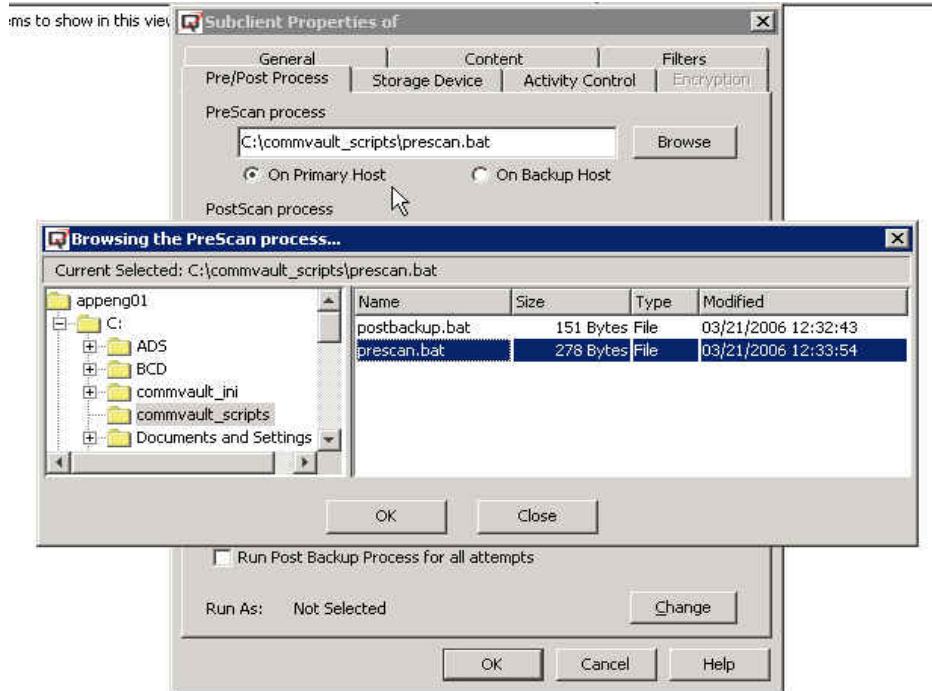 ems to show in this view
Subclient Properties of
General Content Filters
Pre/Post Process Storage Device Activity Control Encryption
PreScan process
C:\commvault_scripts\prescan.bat Browse
On Primary Host On Backup Host
PostScan process
Browsing the PreScan process...
Current Selected: C:\commvault_scripts\prescan.bat
appeng01 Name Size Type Modified
C: postbackup.bat 151 Bytes File 03/21/2006 12:32:43
ADS prescan.bat 278 Bytes File 03/21/2006 12:33:54
BCD
commvault_ini
commvault_scripts
Documents and Settings
OK Close
Run Post Backup Process for all attempts
Run As: Not Selected Change
OK Cancel Help